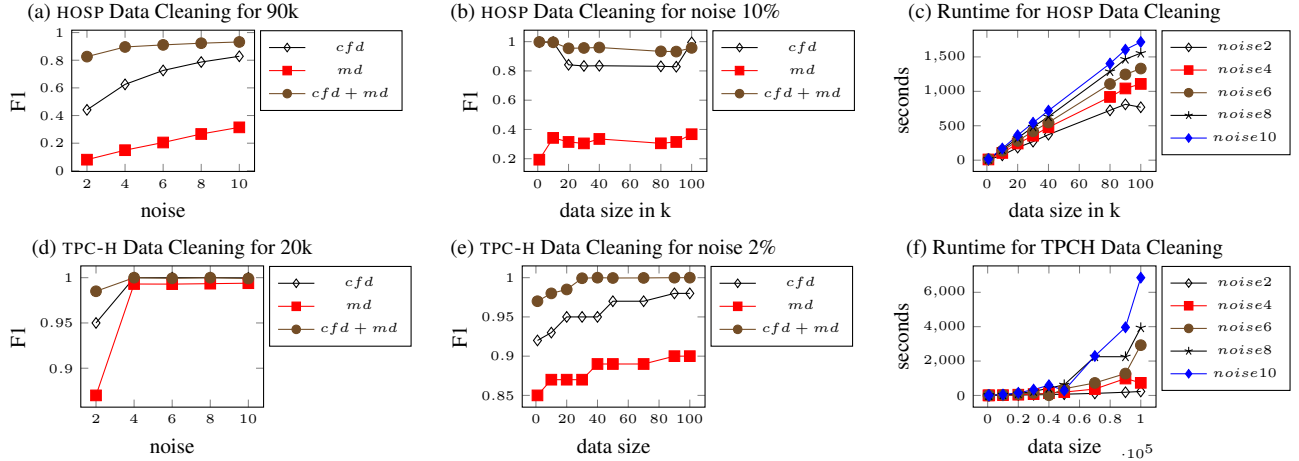 (a) HOSP Data Cleaning for 90k
F1
1
0.8
0.6
0.4
0.2
0
2 4 6 8 10
noise
cfd
md
cfd + md
(b) HOSP Data Cleaning for noise 10%
F1
1
0.8
0.6
0.4
0.2
0 20 40 60 80 100
data size in k
cfd
md
cfd + md
(c) Runtime for HOSP Data Cleaning
seconds
1,500
1,000
500
0
0 20 40 60 80 100
data size in k
noise2
noise4
noise6
noise8
noise10
(d) TPC-H Data Cleaning for 20k
F1
1
0.95
0.9
2 4 6 8 10
noise
cfd
md
cfd + md
(e) TPC-H Data Cleaning for noise 2%
F1
1
0.95
0.9
0.85
0 20 40 60 80 100
data size
cfd
md
cfd + md
(f) Runtime for TPCH Data Cleaning
seconds
6,000
4,000
2,000
0
0 0.2 0.4 0.6 0.8 1
data size ·10^5
noise2
noise4
noise6
noise8
noise10